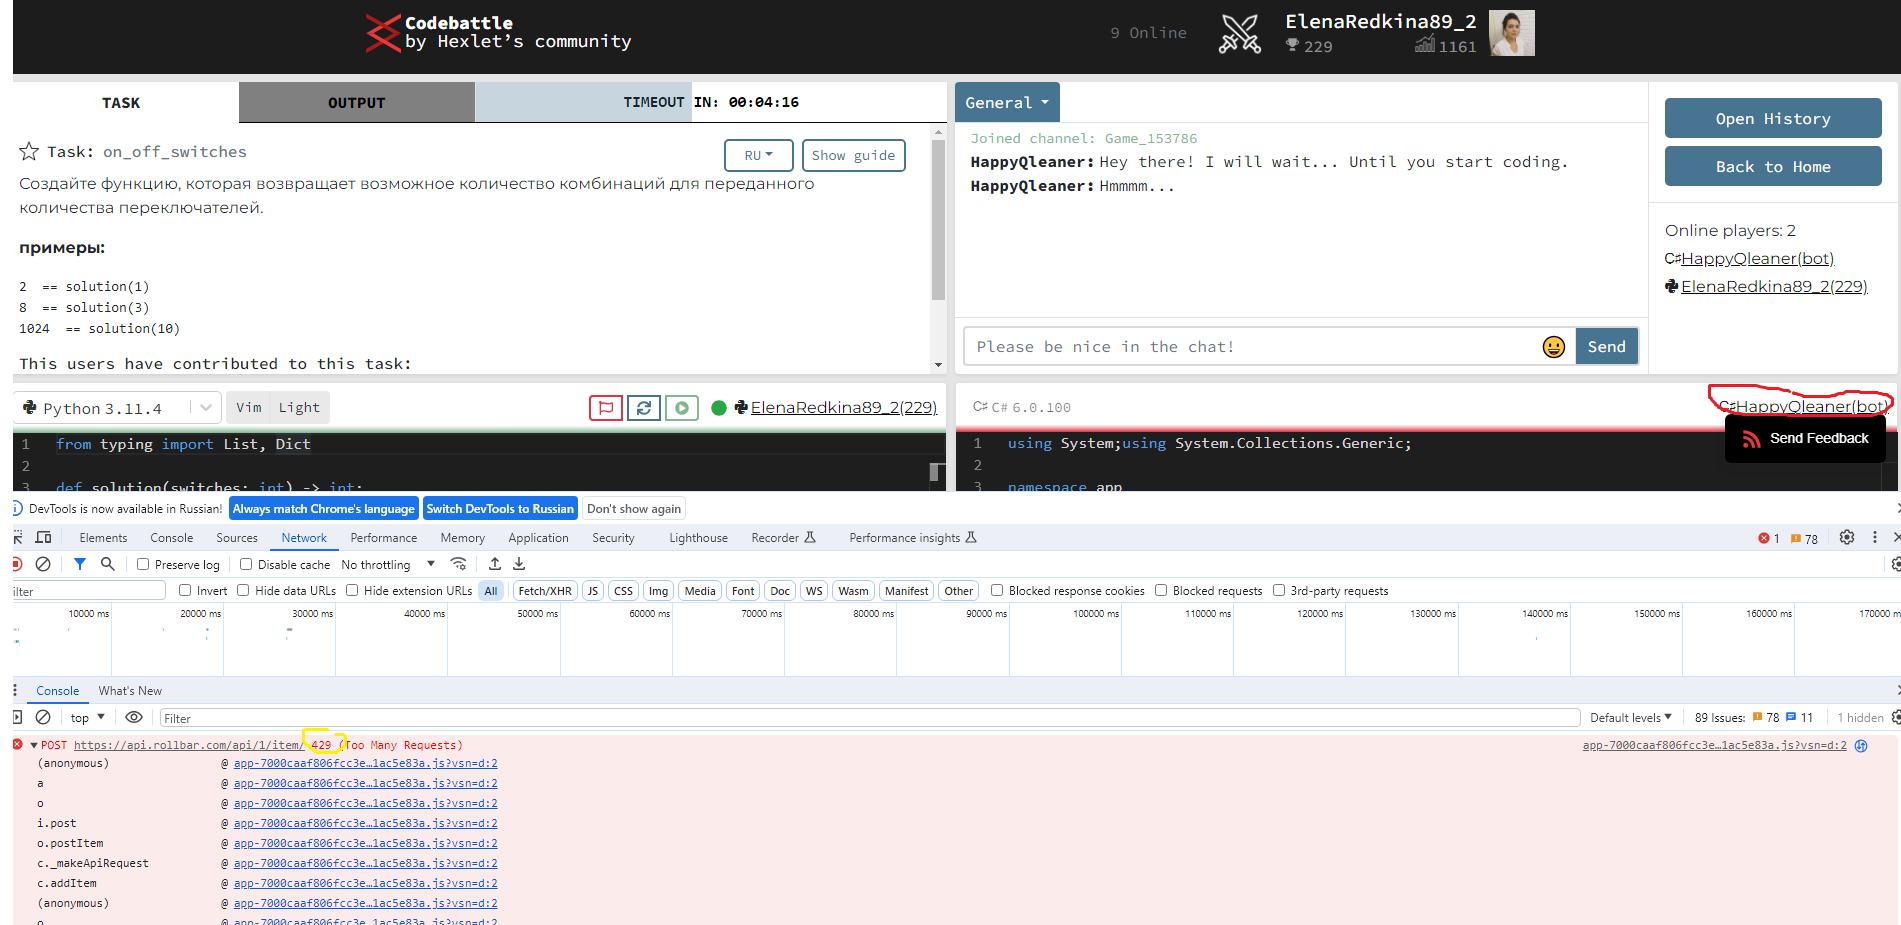 Codebattle
by Hexlet's community
9 Online
ElenaRedkina89_2
229
1161
TASK
OUTPUT
TIMEOUT IN: 00:04:16
Task: on_off_switches
RU
Show guide
Создайте функцию, которая возвращает возможное количество комбинаций для переданного
количества переключателей.
примеры:
2 == solution(1)
8 == solution(3)
1024 == solution(10)
This users have contributed to this task:
General
Joined channel: Game_153786
HappyQleaner: Hey there! I will wait... Until you start coding.
HappyQleaner: Hmmmm...
Please be nice in the chat!
Send
Open History
Back to Home
Online players: 2
C#HappyQleaner(bot)
ElenaRedkina89_2(229)
Python 3.11.4
Vim
Light
ElenaRedkina89_2(229)
1 from typing import List, Dict
2
3 def solution(switches: int) -> int:
C# C# 6.0.100
C#HappyQleaner(bot)
Send Feedback
1 using System;using System.Collections.Generic;
2
3 namespace app
DevTools is now available in Russian!
Always match Chrome's language
Switch DevTools to Russian
Don't show again
Elements
Console
Sources
Network
Performance
Memory
Application
Security
Lighthouse
Recorder
Performance insights
1
78
Preserve log
Disable cache
No throttling
ilter
Invert
Hide data URLs
Hide extension URLs
All
Fetch/XHR
JS
CSS
Img
Media
Font
Doc
WS
Wasm
Manifest
Other
Blocked response cookies
Blocked requests
3rd-party requests
10000 ms
20000 ms
30000 ms
40000 ms
50000 ms
60000 ms
70000 ms
80000 ms
90000 ms
100000 ms
110000 ms
120000 ms
130000 ms
140000 ms
150000 ms
160000 ms
170000 m
Console
What's New
top
Filter
Default levels
89 Issues:
78
11
1 hidden
POST https://api.rollbar.com/api/1/item/ 429 (Too Many Requests)
app-7000caaf806fcc3e…1ac5e83a.js?vsn=d:2
(anonymous) @ app-7000caaf806fcc3e…1ac5e83a.js?vsn=d:2
a @ app-7000caaf806fcc3e…1ac5e83a.js?vsn=d:2
o @ app-7000caaf806fcc3e…1ac5e83a.js?vsn=d:2
i.post @ app-7000caaf806fcc3e…1ac5e83a.js?vsn=d:2
o.postItem @ app-7000caaf806fcc3e…1ac5e83a.js?vsn=d:2
c._makeApiRequest @ app-7000caaf806fcc3e…1ac5e83a.js?vsn=d:2
c.addItem @ app-7000caaf806fcc3e…1ac5e83a.js?vsn=d:2
(anonymous) @ app-7000caaf806fcc3e…1ac5e83a.js?vsn=d:2
o @ app-7000caaf806fcc3e…1ac5e83a.js?vsn=d:2